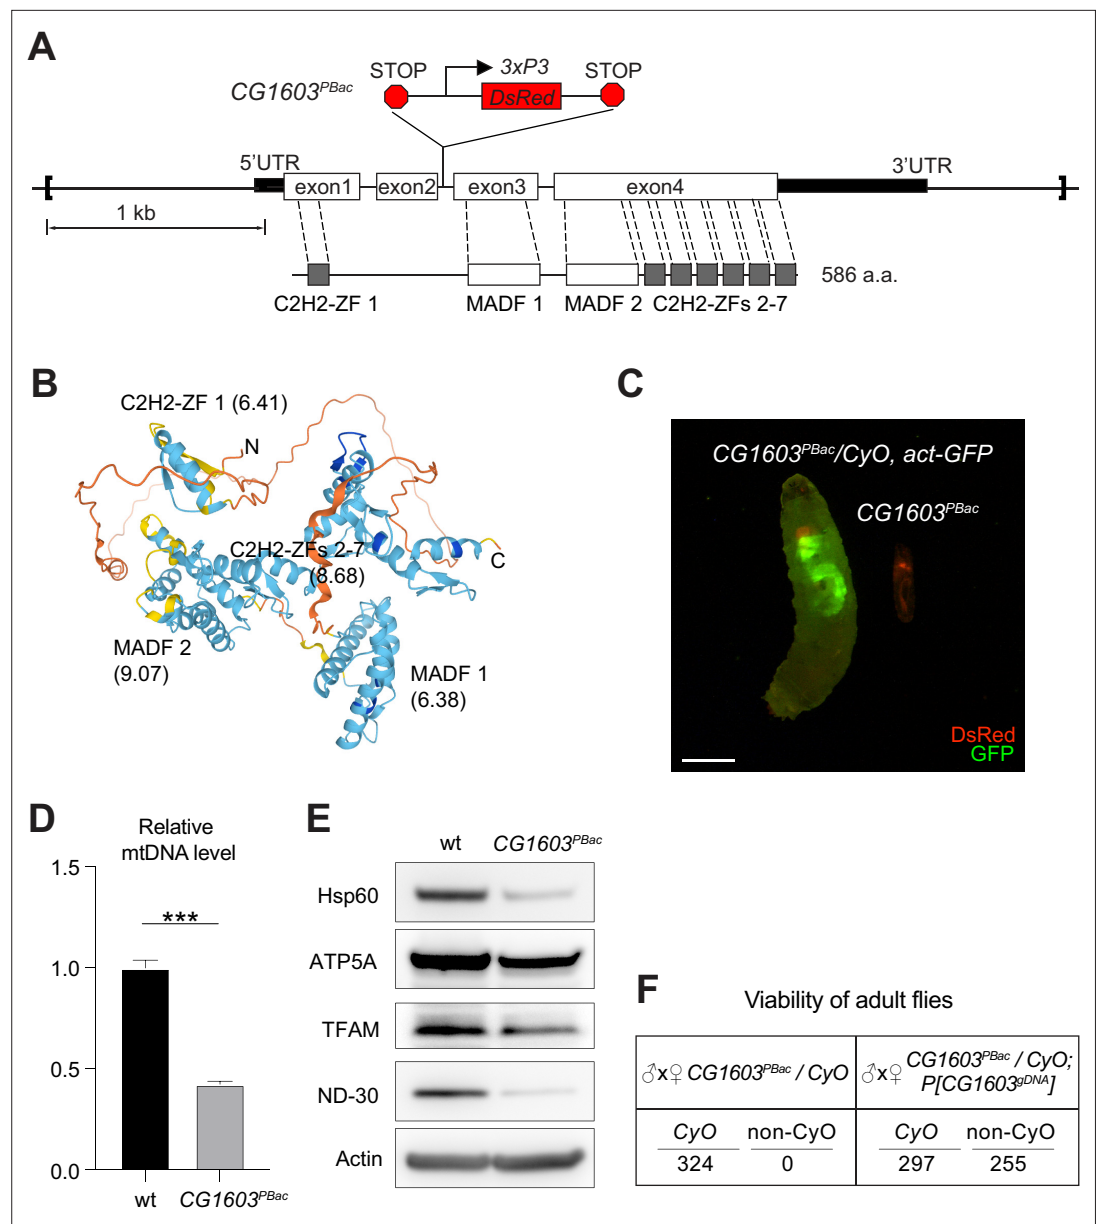 A
CG1603PBac
STOP
3xP3
STOP
DsRed
5'UTR
exon1
exon2
exon3
exon4
3'UTR
1 kb
C2H2-ZF 1
MADF 1
MADF 2
C2H2-ZFs 2-7
586 a.a.
B
C2H2-ZF 1 (6.41)
N
C2H2-ZFs 2-7
(8.68)
C
MADF 2
(9.07)
MADF 1
(6.38)
C
CG1603PBac/CyO, act-GFP
CG1603PBac
DsRed
GFP
D
Relative
mtDNA level
1.5
1.0
0.5
0.0
***
wt
CG1603PBac
E
wt
CG1603PBac
Hsp60
ATP5A
TFAM
ND-30
Actin
F
Viability of adult flies
♂x♀ CG1603PBac / CyO
♂x♀ CG1603PBac / CyO;
P[CG1603gDNA]
CyO
non-CyO
CyO
non-CyO
324
0
297
255